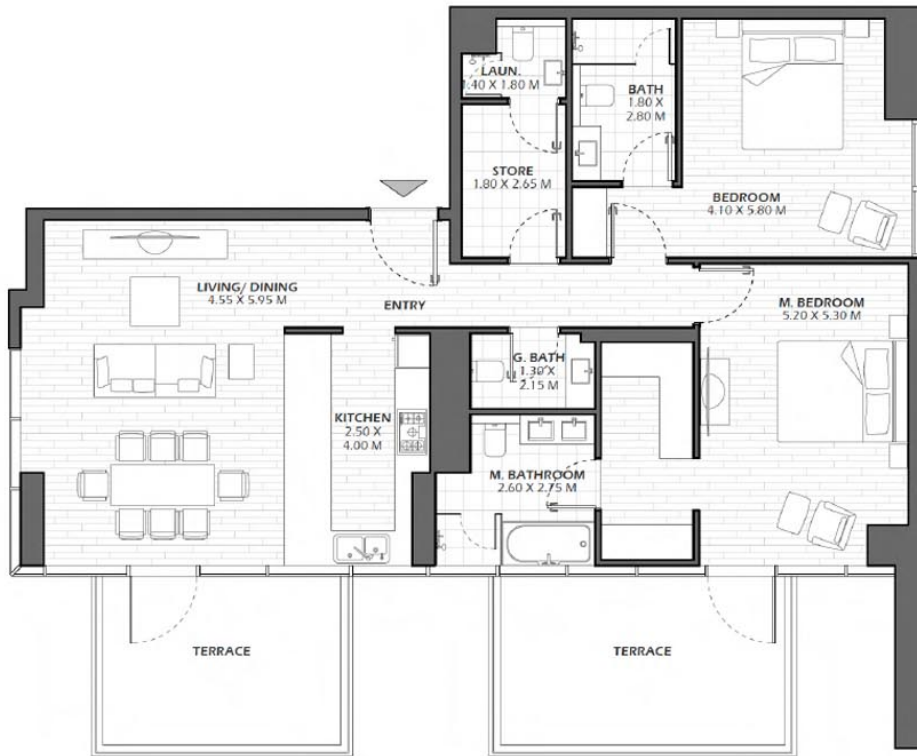 LAUN.
1.40 X 1.80 M
BATH
1.80 X
2.80 M
STORE
1.80 X 2.65 M
BEDROOM
4.10 X 5.80 M
LIVING/ DINING
4.55 X 5.95 M
ENTRY
M. BEDROOM
5.20 X 5.30 M
G. BATH
1.30 X
2.15 M
KITCHEN
2.50 X
4.00 M
M. BATHROOM
2.60 X 2.75 M
TERRACE
TERRACE